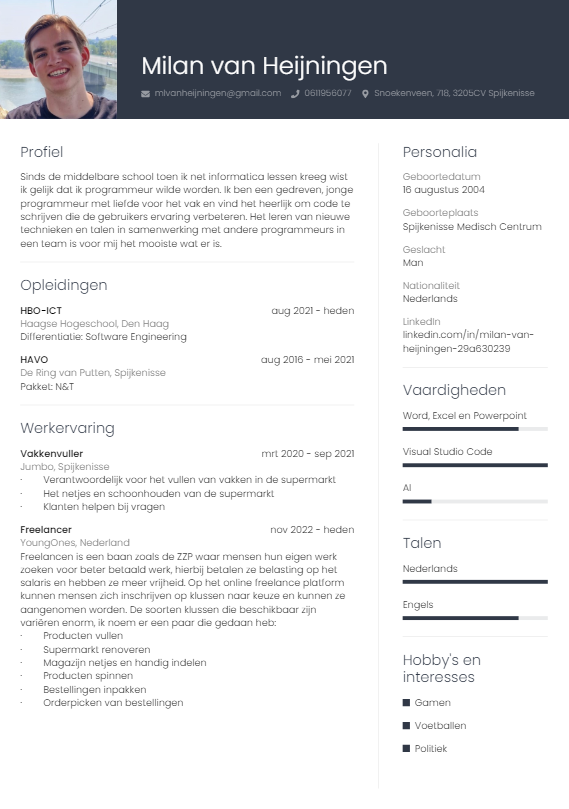 Milan van Heijningen
mlvanheijningen@gmail.com 0611956077 Snoekenveen, 718, 3205CV Spijkenisse
Profiel
Sinds de middelbare school toen ik net informatica lessen kreeg wist
ik gelijk dat ik programmeur wilde worden. Ik ben een gedreven, jonge
programmeur met liefde voor het vak en vind het heerlijk om code te
schrijven die de gebruikers ervaring verbeteren. Het leren van nieuwe
technieken en talen in samenwerking met andere programmeurs in
een team is voor mij het mooiste wat er is.
Opleidingen
HBO-ICT aug 2021 - heden
Haagse Hogeschool, Den Haag
Differentiatie: Software Engineering
HAVO aug 2016 - mei 2021
De Ring van Putten, Spijkenisse
Pakket: N&T
Werkervaring
Vakkenvuller mrt 2020 - sep 2021
Jumbo, Spijkenisse
· Verantwoordelijk voor het vullen van vakken in de supermarkt
· Het netjes en schoonhouden van de supermarkt
· Klanten helpen bij vragen
Freelancer nov 2022 - heden
YoungOnes, Nederland
Freelancen is een baan zoals de ZZP waar mensen hun eigen werk
zoeken voor beter betaald werk, hierbij betalen ze belasting op het
salaris en hebben ze meer vrijheid. Op het online freelance platform
kunnen mensen zich inschrijven op klussen naar keuze en kunnen ze
aangenomen worden. De soorten klussen die beschikbaar zijn
variëren enorm, ik noem er een paar die gedaan heb:
· Producten vullen
· Supermarkt renoveren
· Magazijn netjes en handig indelen
· Producten spinnen
· Bestellingen inpakken
· Orderpicken van bestellingen
Personalia
Geboortedatum
16 augustus 2004
Geboorteplaats
Spijkenisse Medisch Centrum
Geslacht
Man
Nationaliteit
Nederlands
LinkedIn
linkedin.com/in/milan-van-
heijningen-29a630239
Vaardigheden
Word, Excel en Powerpoint
Visual Studio Code
AI
Talen
Nederlands
Engels
Hobby's en
interesses
Gamen
Voetballen
Politiek